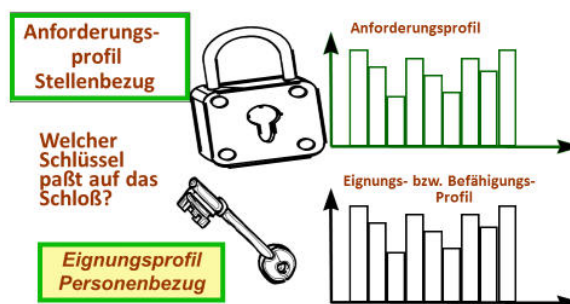 Anforderungs-
profil
Stellenbezug
Anforderungsprofil
Welcher
Schlüssel
paßt auf das
Schloß?
Eignungs- bzw. Befähigungs-
Profil
Eignungsprofil
Personenbezug